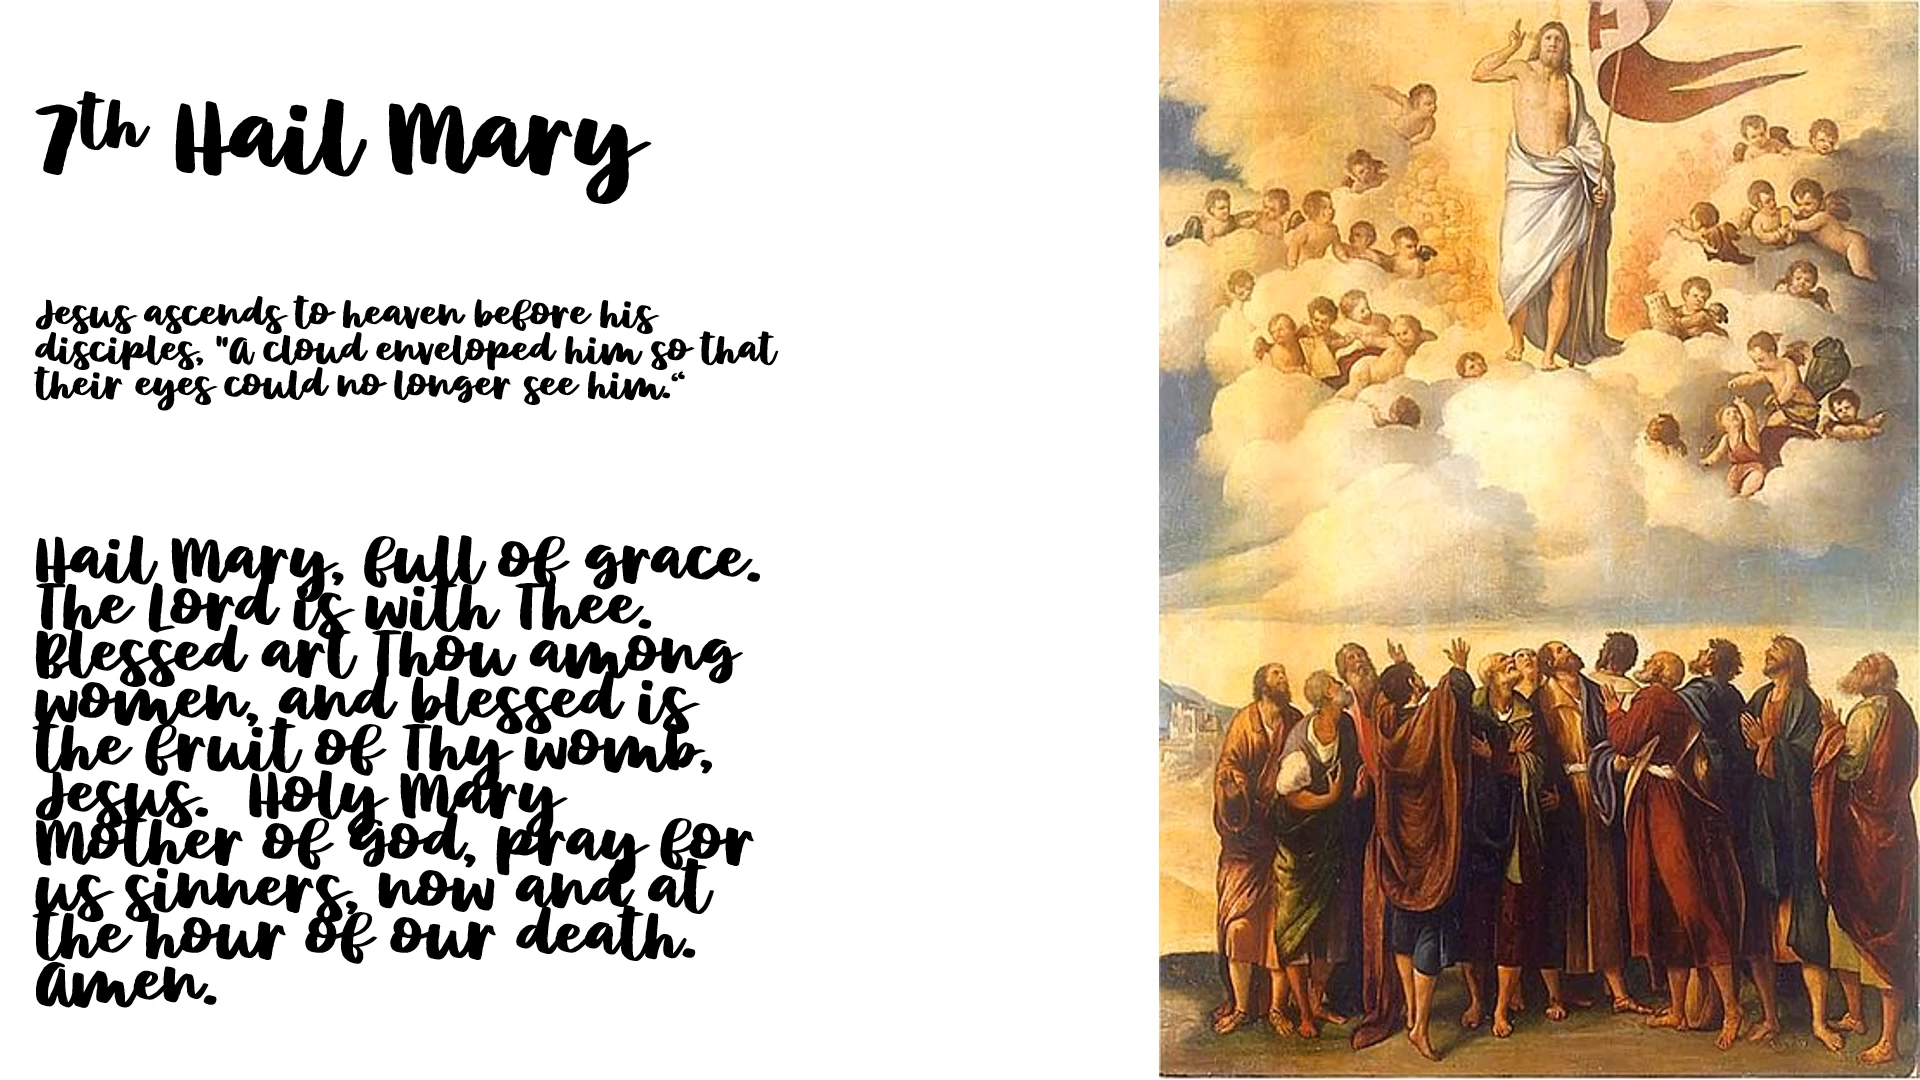 7th Hail Mary
Jesus ascends to heaven before his
disciples, "A cloud enveloped him so that
their eyes could no longer see him.“
Hail Mary, full of grace.
The Lord is with Thee.
Blessed art Thou among
women, and blessed is
the fruit of Thy womb,
Jesus.  Holy Mary
Mother of God, pray for
us sinners, now and at
the hour of our death.
Amen.